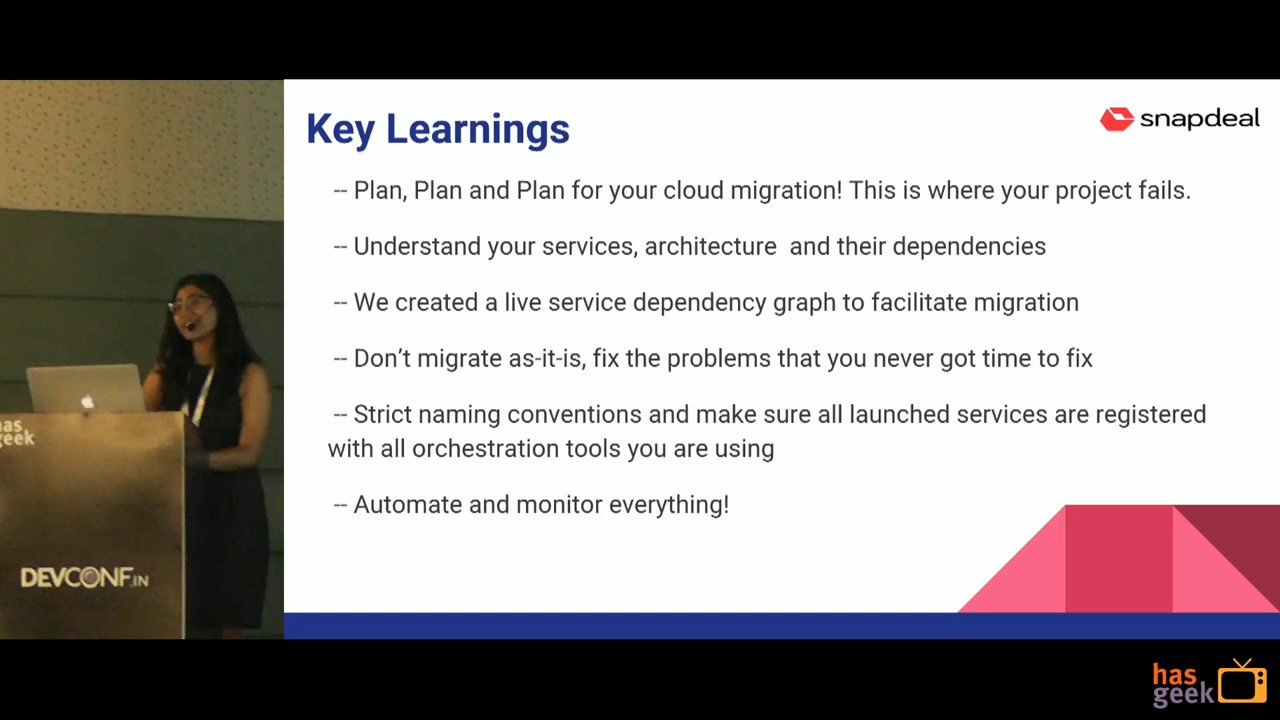 Key Learnings
snapdeal
-- Plan, Plan and Plan for your cloud migration! This is where your project fails.
-- Understand your services, architecture  and their dependencies
-- We created a live service dependency graph to facilitate migration
-- Don’t migrate as-it-is, fix the problems that you never got time to fix
-- Strict naming conventions and make sure all launched services are registered
with all orchestration tools you are using
-- Automate and monitor everything!
has
geek
DEVCONF.IN
has
geek